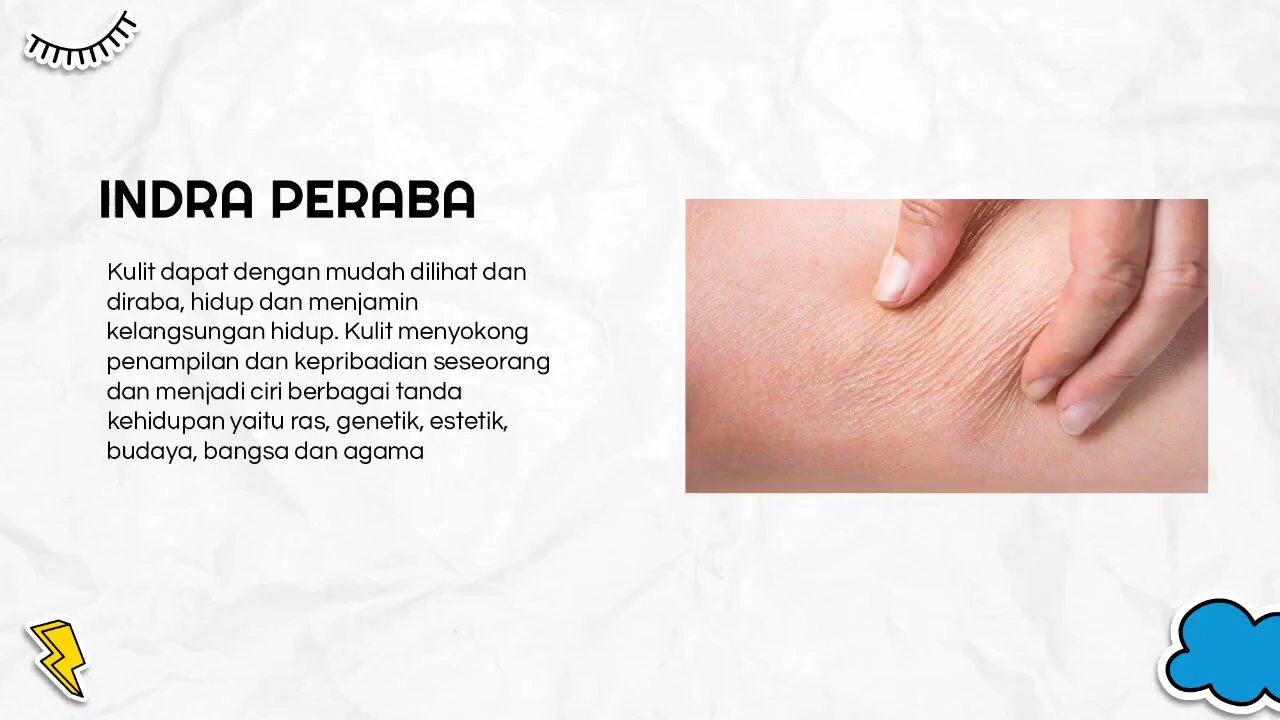 INDRA PERABA
Kulit dapat dengan mudah dilihat dan
diraba, hidup dan menjamin
kelangsungan hidup. Kulit menyokong
penampilan dan kepribadian seseorang
dan menjadi ciri berbagai tanda
kehidupan yaitu ras, genetik, estetik,
budaya, bangsa dan agama